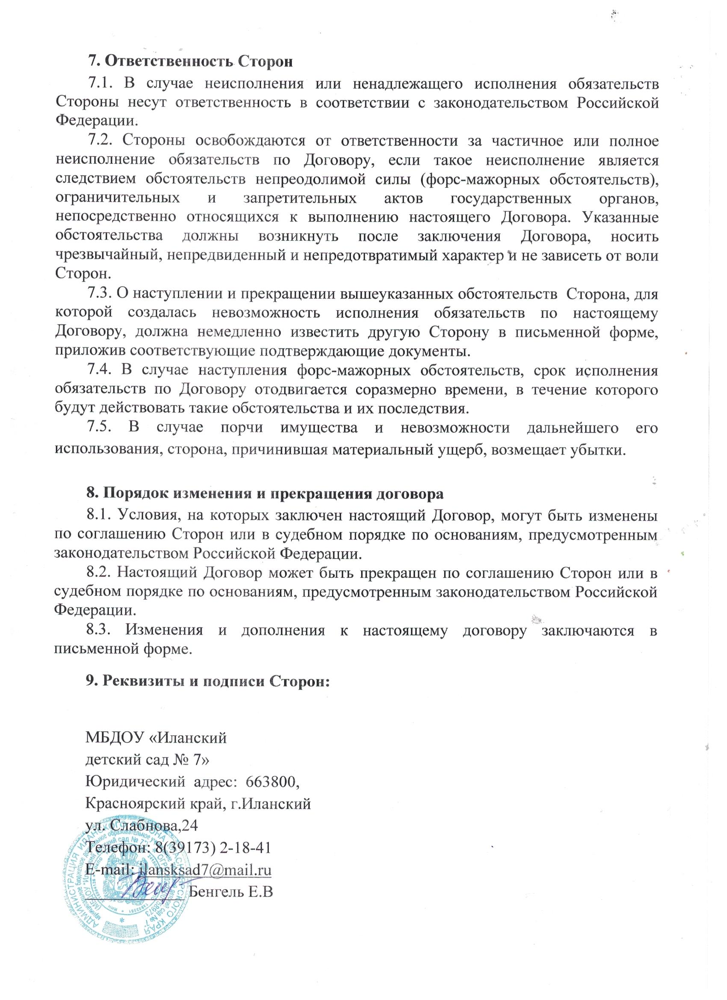 7. Ответственность Сторон
7.1. В случае неисполнения или ненадлежащего исполнения обязательств
Стороны несут ответственность в соответствии с законодательством Российской
Федерации.
7.2. Стороны освобождаются от ответственности за частичное или полное
неисполнение обязательств по Договору, если такое неисполнение является
следствием обстоятельств непреодолимой силы (форс-мажорных обстоятельств),
ограничительных и запретительных актов государственных органов,
непосредственно относящихся к выполнению настоящего Договора. Указанные
обстоятельства должны возникнуть после заключения Договора, носить
чрезвычайный, непредвиденный и непредотвратимый характер и не зависеть от воли
Сторон.
7.3. О наступлении и прекращении вышеуказанных обстоятельств Сторона, для
которой создалась невозможность исполнения обязательств по настоящему
Договору, должна немедленно известить другую Сторону в письменной форме,
приложив соответствующие подтверждающие документы.
7.4. В случае наступления форс-мажорных обстоятельств, срок исполнения
обязательств по Договору отодвигается соразмерно времени, в течение которого
будут действовать такие обстоятельства и их последствия.
7.5. В случае порчи имущества и невозможности дальнейшего его
использования, сторона, причинившая материальный ущерб, возмещает убытки.
8. Порядок изменения и прекращения договора
8.1. Условия, на которых заключен настоящий Договор, могут быть изменены
по соглашению Сторон или в судебном порядке по основаниям, предусмотренным
законодательством Российской Федерации.
8.2. Настоящий Договор может быть прекращен по соглашению Сторон или в
судебном порядке по основаниям, предусмотренным законодательством Российской
Федерации.
8.3. Изменения и дополнения к настоящему договору заключаются в
письменной форме.
9. Реквизиты и подписи Сторон:
МБДОУ «Иланский
детский сад № 7»
Юридический адрес: 663800,
Красноярский край, г.Иланский
ул. Слабнова,24
Телефон: 8(39173) 2-18-41
E-mail: ilansksad7@mail.ru
Бенгель Е.В
АДМИНИСТРАЦИЯ ИЛАНСКОГО РАЙОНА КРАСНОЯРСКОГО КРАЯ